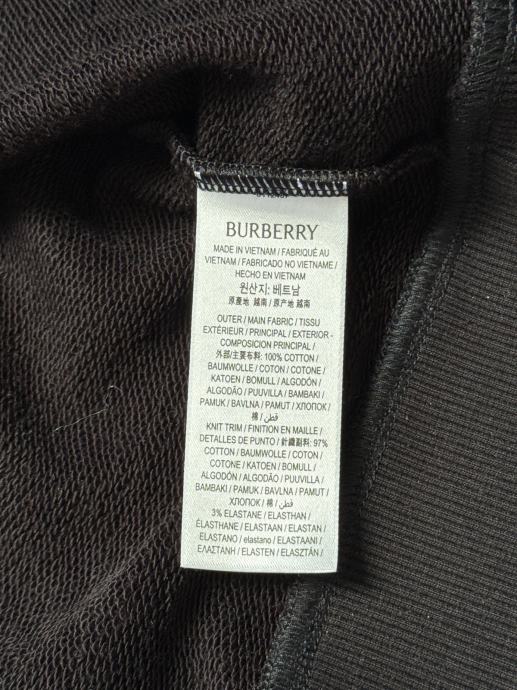 BURBERRY
MADE IN VIETNAM / FABRIQUÉ AU
VIETNAM / FABRICADO NO VIETNAME /
HECHO EN VIETNAM
원산지: 베트남
原產地 越南 / 原产地 越南
OUTER / MAIN FABRIC / TISSU
EXTÉRIEUR / PRINCIPAL / EXTERIOR -
COMPOSICION PRINCIPAL /
外部/主要布料: 100% COTTON /
BAUMWOLLE / COTON / COTONE /
KATOEN / BOMULL / ALGODÓN /
ALGODÃO / PUUVILLA / BAMBAKI /
PAMUK / BAVLNA / PAMUT / ХЛОПОК /
棉 / قطن /
KNIT TRIM / FINITION EN MAILLE /
DETALLES DE PUNTO / 針織副料: 97%
COTTON / BAUMWOLLE / COTON /
COTONE / KATOEN / BOMULL /
ALGODÓN / ALGODÃO / PUUVILLA /
BAMBAKI / PAMUK / BAVLNA / PAMUT /
ХЛОПОК / 棉 / قطن /
3% ELASTANE / ELASTHAN /
ÉLASTHANE / ELASTAAN / ELASTAN /
ELASTANO / elastano / ELASTAANI /
ΕΛΑΣΤΑΝΗ / ELASTEN / ELASZTÁN /